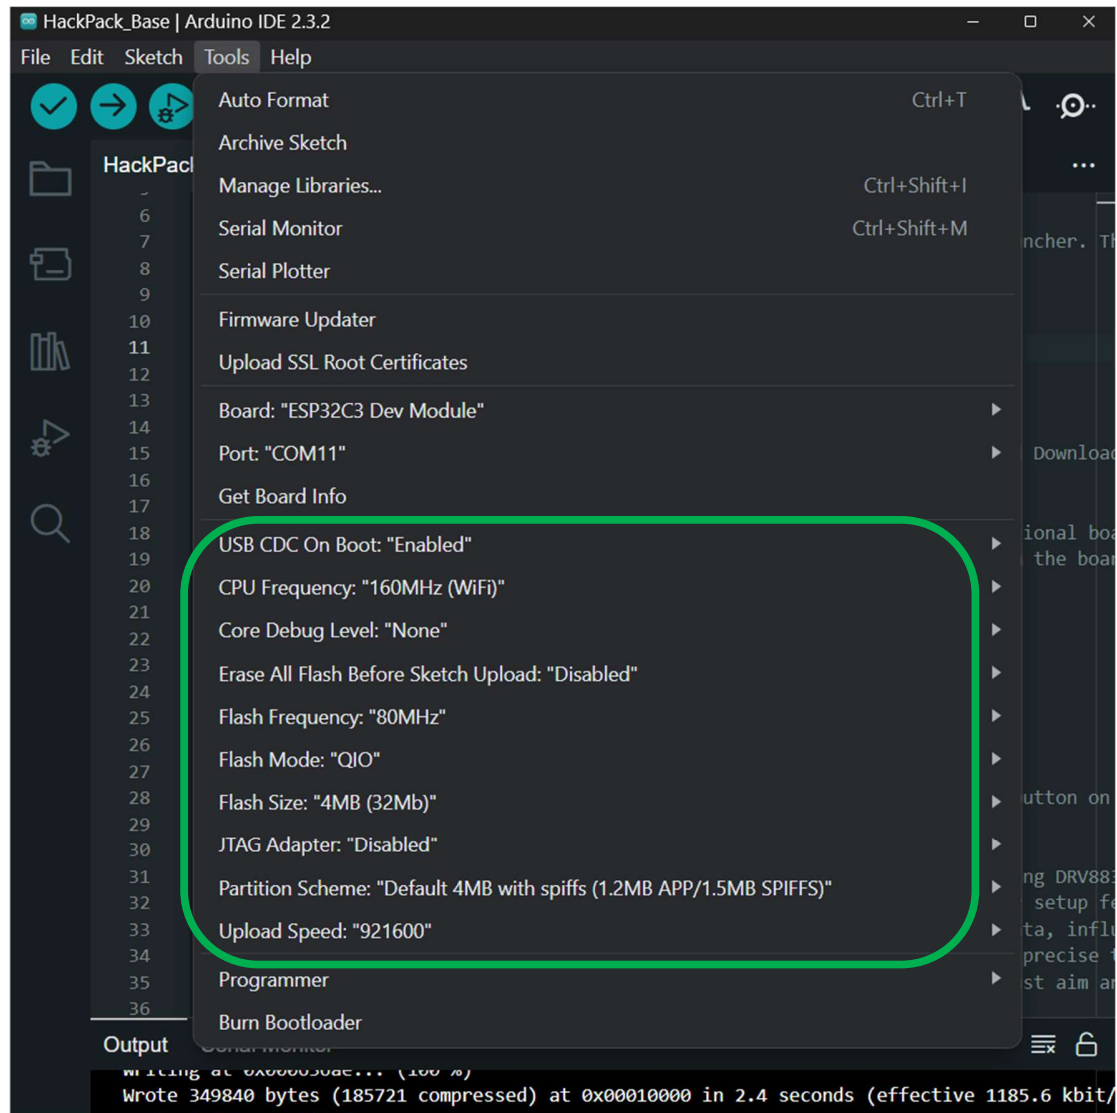 HackPack_Base | Arduino IDE 2.3.2
File Edit Sketch Tools Help
Auto Format Ctrl+T
Archive Sketch
HackPac
Manage Libraries... Ctrl+Shift+I
6
Serial Monitor Ctrl+Shift+M
7 ncher.
8
Serial Plotter
9
10
Firmware Updater
11
12
Upload SSL Root Certificates
13
Board: "ESP32C3 Dev Module"
14
15
Port: "COM11" Downloa
16
17
Get Board Info
18 ional boa
USB CDC On Boot: "Enabled"
19 the boar
20
CPU Frequency: "160MHz (WiFi)"
21
22
Core Debug Level: "None"
23
Erase All Flash Before Sketch Upload: "Disabled"
24
25
Flash Frequency: "80MHz"
26
27
Flash Mode: "QIO"
28 utton on
Flash Size: "4MB (32Mb)"
29
30
JTAG Adapter: "Disabled"
31 ng DRV883
Partition Scheme: "Default 4MB with spiffs (1.2MB APP/1.5MB SPIFFS)"
32 setup fe
33 ta, influ
Upload Speed: "921600"
34 precise t
35 st aim an
Programmer
36
Burn Bootloader
Output
Wrote 349840 bytes (185721 compressed) at 0x00010000 in 2.4 seconds (effective 1185.6 kbit/